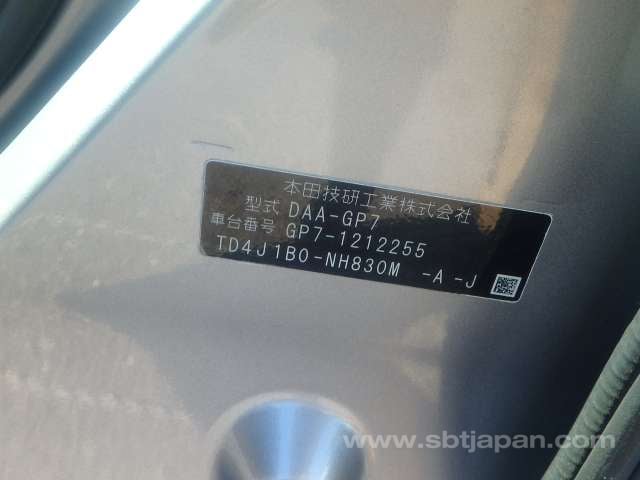 本田技研工業株式会社
型式 DAA-GP7
車台番号 GP7-1212255
TD4J1B0-NH830M -A -J
www.sbtjapan.com